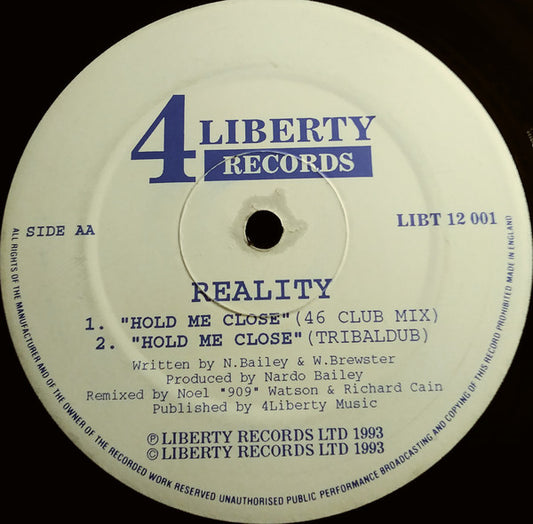 4 LIBERTY
RECORDS
SIDE AA
LIBT 12 001
REALITY
1. "HOLD ME CLOSE" (46 CLUB MIX)
2. "HOLD ME CLOSE" (TRIBALDUB)
Written by N.Bailey & W.Brewster
Produced by Nardo Bailey
Remixed by Noel "909" Watson & Richard Cain
Published by 4Liberty Music
℗ LIBERTY RECORDS LTD 1993
© LIBERTY RECORDS LTD 1993
ALL RIGHTS OF THE MANUFACTURER AND OF THE OWNER OF THE RECORDED WORK RESERVED UNAUTHORISED PUBLIC PERFORMANCE BROADCASTING AND COPYING OF THIS RECORD PROHIBITED MADE IN ENGLAND